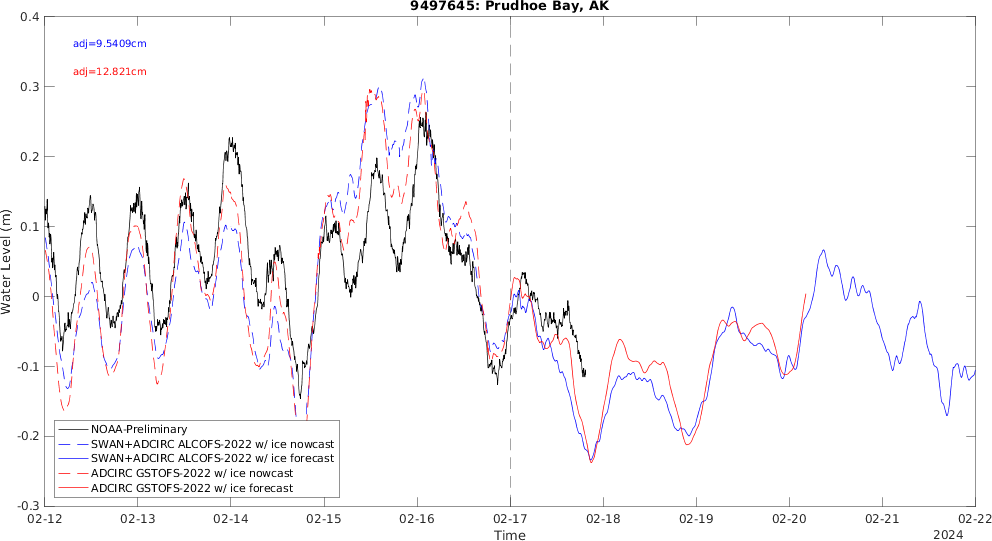 9497645: Prudhoe Bay, AK
adj=9.5409cm
adj=12.821cm
Water Level (m)
0.4
0.3
0.2
0.1
0
-0.1
-0.2
-0.3
NOAA-Preliminary
SWAN+ADCIRC ALCOFS-2022 w/ ice nowcast
SWAN+ADCIRC ALCOFS-2022 w/ ice forecast
ADCIRC GSTOFS-2022 w/ ice nowcast
ADCIRC GSTOFS-2022 w/ ice forecast
02-12 02-13 02-14 02-15 02-16 02-17 02-18 02-19 02-20 02-21 02-22
Time
2024